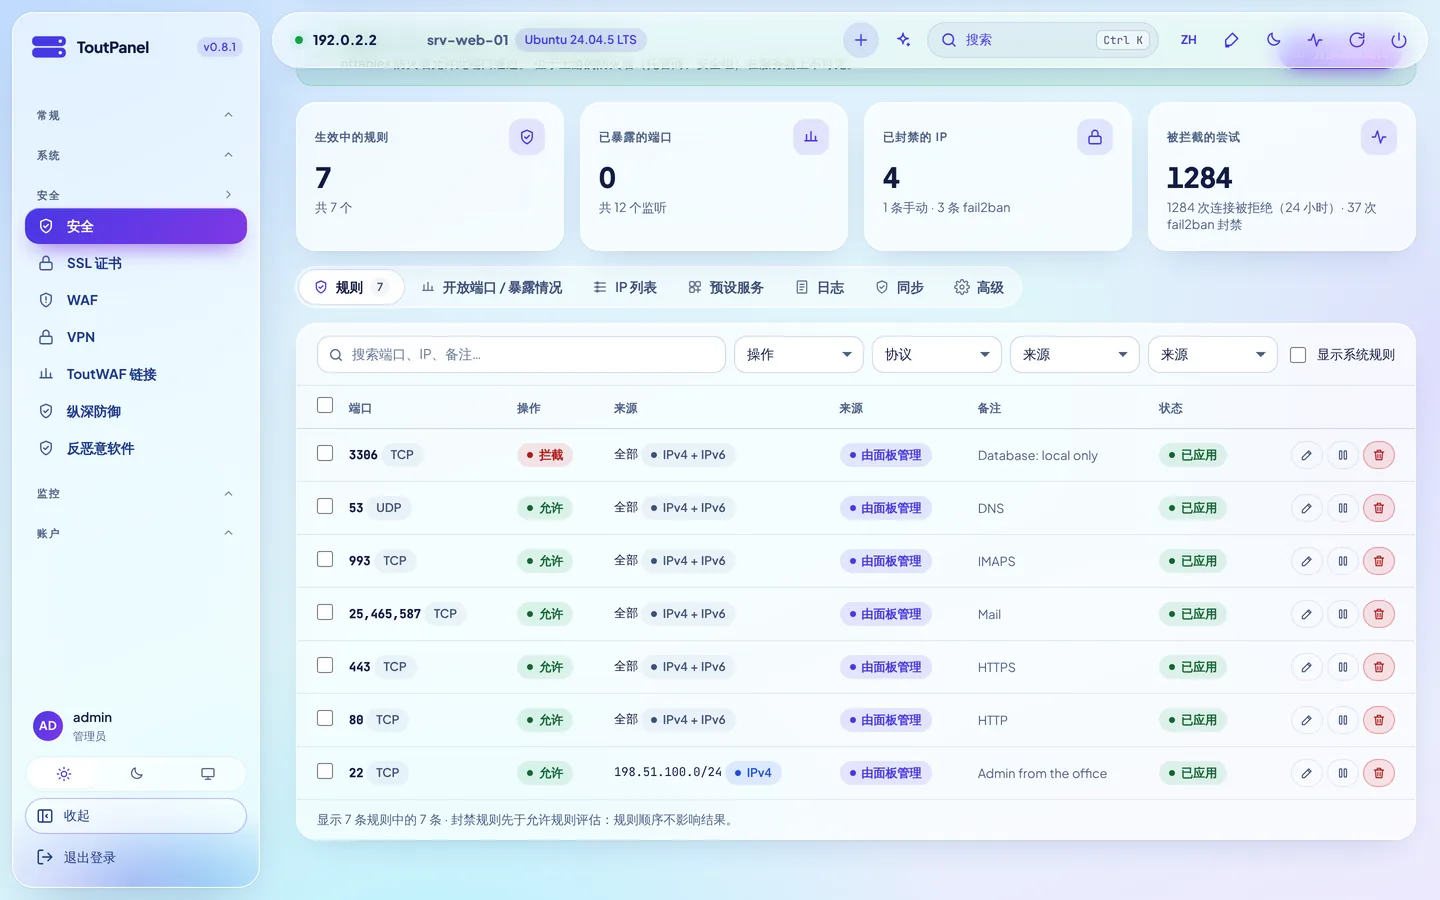 ToutPanel
v0.8.1
常规
系统
安全
安全
SSL 证书
WAF
VPN
ToutWAF 链接
纵深防御
反恶意软件
监控
账户
AD
admin
管理员
收起
退出登录
192.0.2.2
srv-web-01
Ubuntu 24.04.5 LTS
搜索
Ctrl K
ZH
生效中的规则
7
共 7 个
已暴露的端口
0
共 12 个监听
已封禁的 IP
4
1 条手动 · 3 条 fail2ban
被拦截的尝试
1284
1284 次连接被拒绝（24 小时）· 37 次
fail2ban 封禁
规则 7
开放端口 / 暴露情况
IP 列表
预设服务
日志
同步
高级
搜索端口、IP、备注...
操作
协议
来源
来源
显示系统规则
端口 操作 来源 来源 备注 状态
3306 TCP 拦截 全部 IPv4 + IPv6 由面板管理 Database: local only 已应用
53 UDP 允许 全部 IPv4 + IPv6 由面板管理 DNS 已应用
993 TCP 允许 全部 IPv4 + IPv6 由面板管理 IMAPS 已应用
25,465,587 TCP 允许 全部 IPv4 + IPv6 由面板管理 Mail 已应用
443 TCP 允许 全部 IPv4 + IPv6 由面板管理 HTTPS 已应用
80 TCP 允许 全部 IPv4 + IPv6 由面板管理 HTTP 已应用
22 TCP 允许 198.51.100.0/24 IPv4 由面板管理 Admin from the office 已应用
显示 7 条规则中的 7 条 · 封禁规则先于允许规则评估：规则顺序不影响结果。